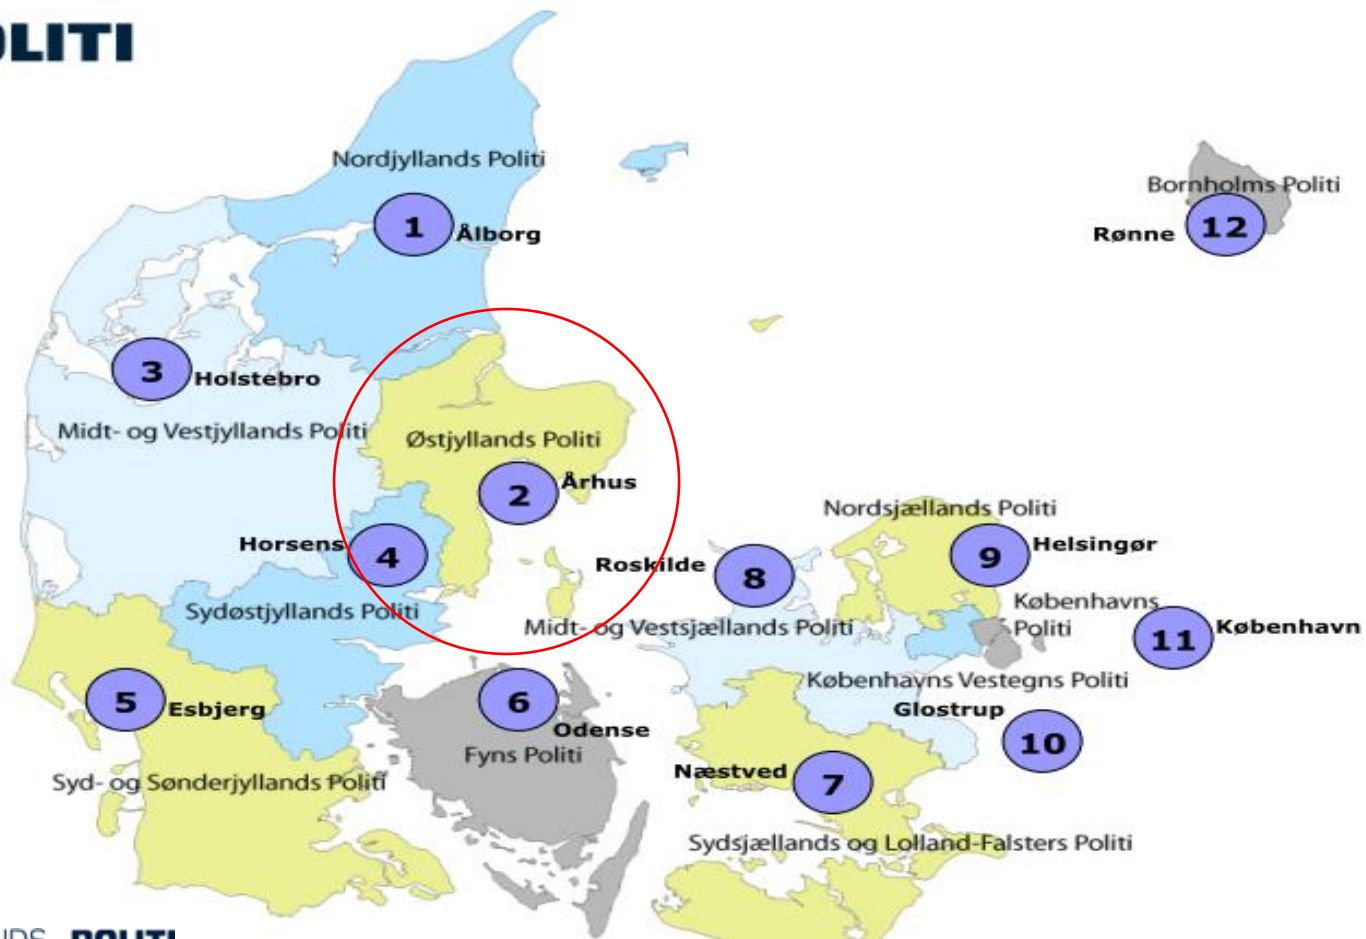 OLITI
Nordjyllands Politi
1
Ålborg
Bornholms Politi
Rønne
12
3
Holstebro
Midt- og Vestjyllands Politi
Østjyllands Politi
2
Århus
Horsens
4
Nordsjællands Politi
9
Helsingør
Roskilde
8
Sydøstjyllands Politi
Midt- og Vestsjællands Politi
Københavns
Politi
11
København
5
Esbjerg
6
Odense
Fyns Politi
Københavns Vestegns Politi
Glostrup
10
Syd- og Sønderjyllands Politi
Næstved
7
Sydsjællands og Lolland-Falsters Politi
NDS POLITI